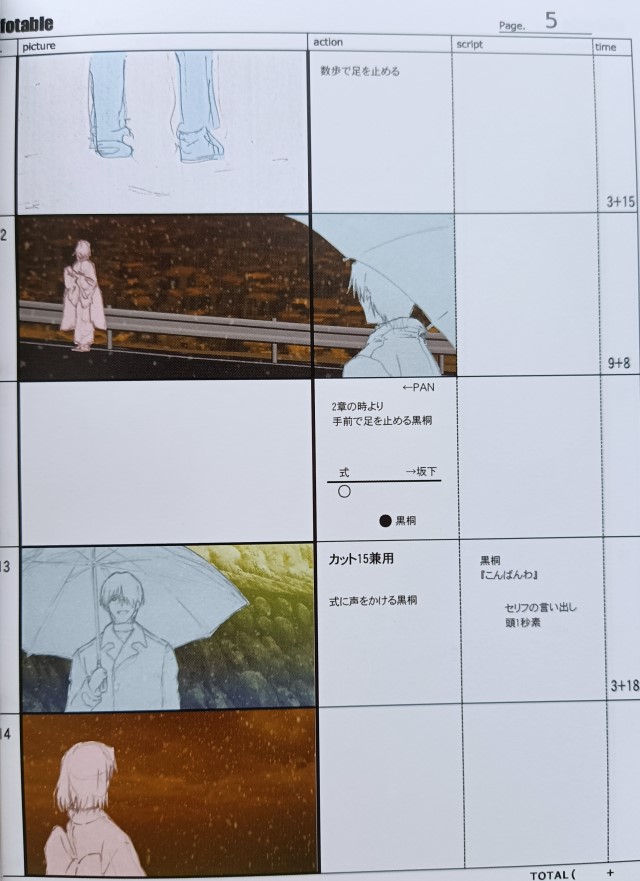 fotable
Page. 5
picture
action
script
time
数歩で足を止める
3+15
2
9+8
←PAN
2章の時より
手前で足を止める黒桐
式
→坂下
黒桐
3
カット15兼用
式に声をかける黒桐
黒桐
『こんばんわ』
セリフの言い出し
頭1秒素
3+18
4
TOTAL( +